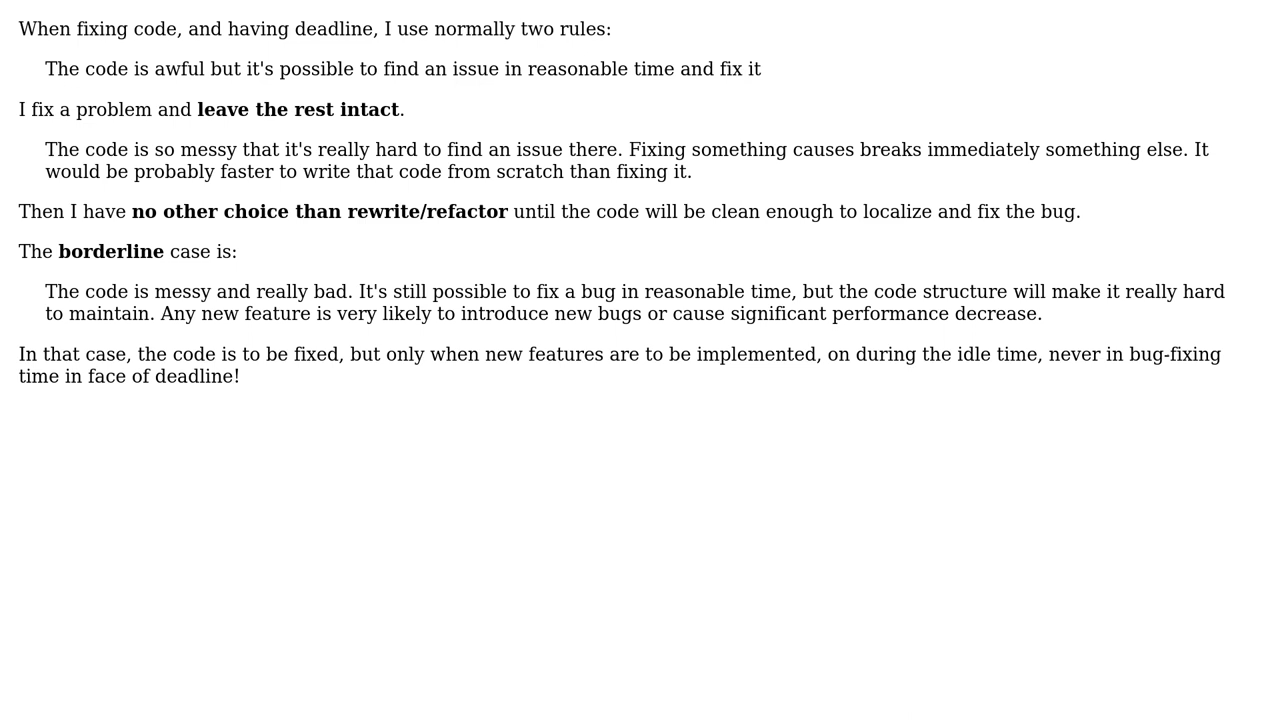 When fixing code, and having deadline, I use normally two rules:
The code is awful but it's possible to find an issue in reasonable time and fix it
I fix a problem and leave the rest intact.
The code is so messy that it's really hard to find an issue there. Fixing something causes breaks immediately something else. It
would be probably faster to write that code from scratch than fixing it.
Then I have no other choice than rewrite/refactor until the code will be clean enough to localize and fix the bug.
The borderline case is:
The code is messy and really bad. It's still possible to fix a bug in reasonable time, but the code structure will make it really hard
to maintain. Any new feature is very likely to introduce new bugs or cause significant performance decrease.
In that case, the code is to be fixed, but only when new features are to be implemented, on during the idle time, never in bug-fixing
time in face of deadline!